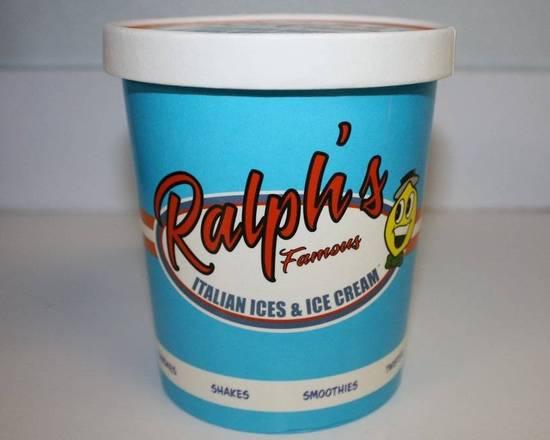 Ralph's
Famous
ITALIAN ICES & ICE CREAM
SHAKES
SMOOTHIES